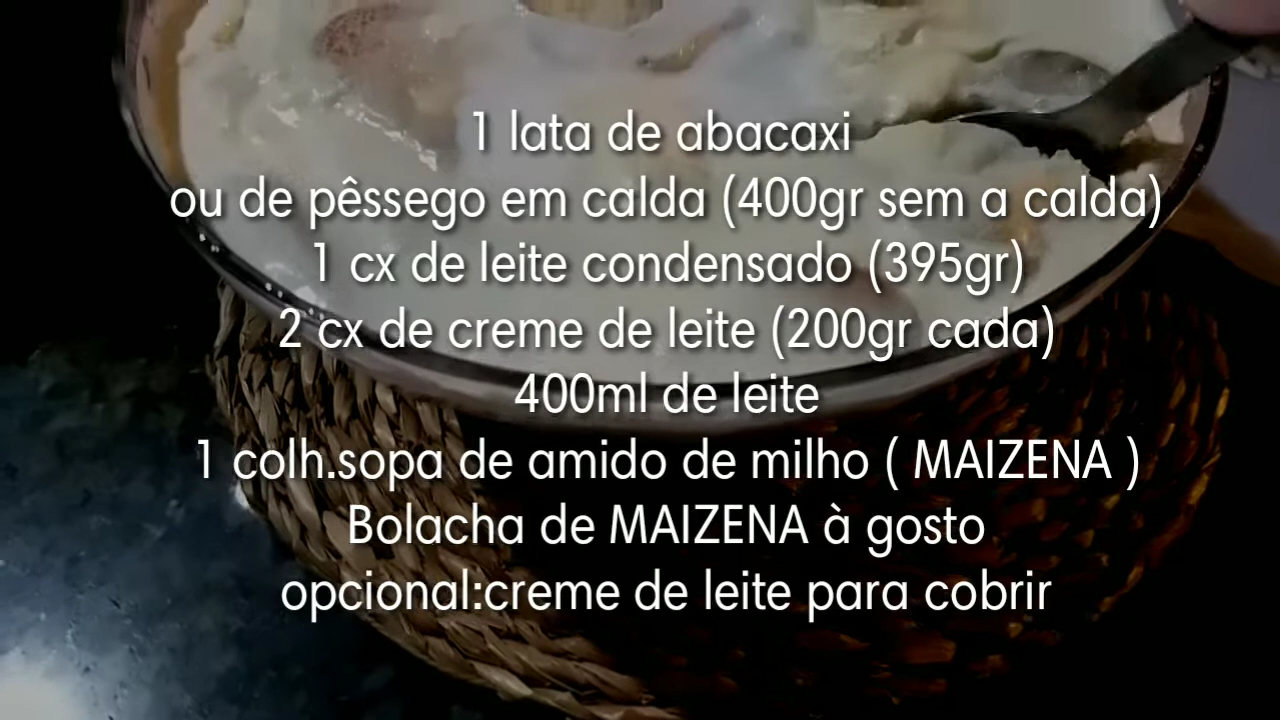 1 lata de abacaxi
ou de pêssego em calda (400gr sem a calda)
1 cx de leite condensado (395gr)
2 cx de creme de leite (200gr cada)
400ml de leite
1 colh.sopa de amido de milho ( MAIZENA )
Bolacha de MAIZENA à gosto
opcional:creme de leite para cobrir